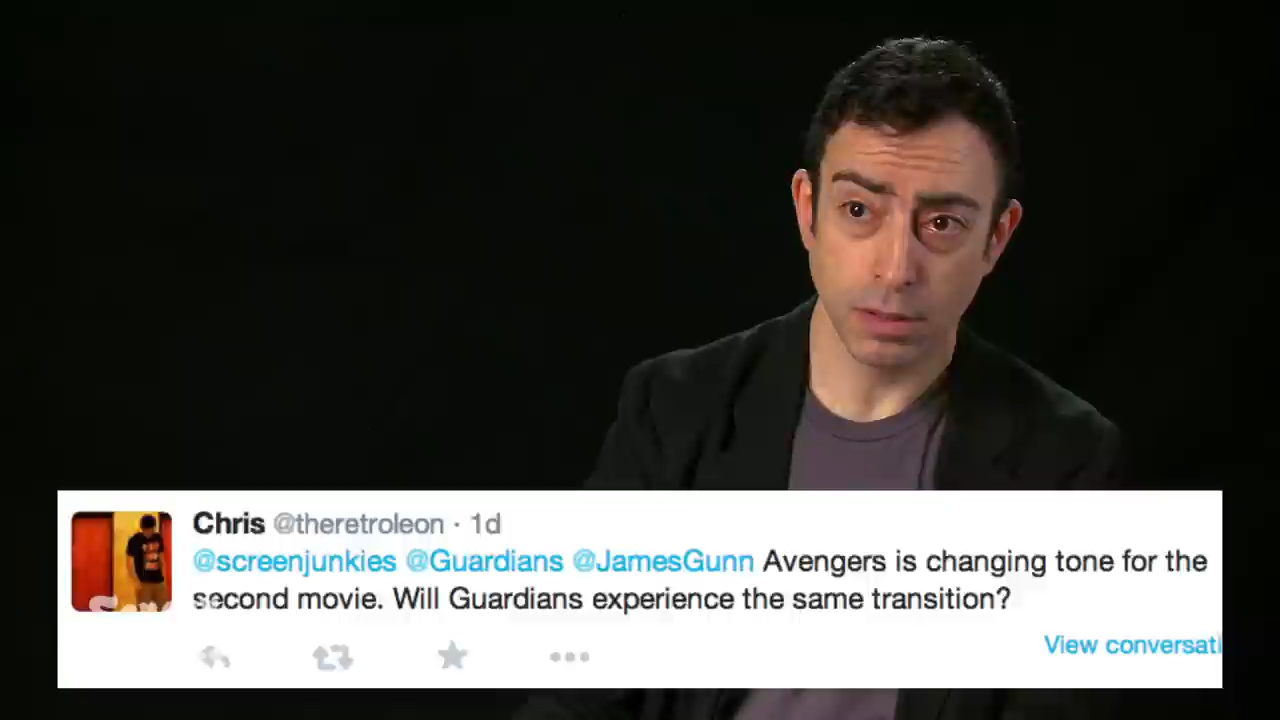 Chris @theretroleon · 1d
@screenjunkies @Guardians @JamesGunn Avengers is changing tone for the
second movie. Will Guardians experience the same transition?
View conversati